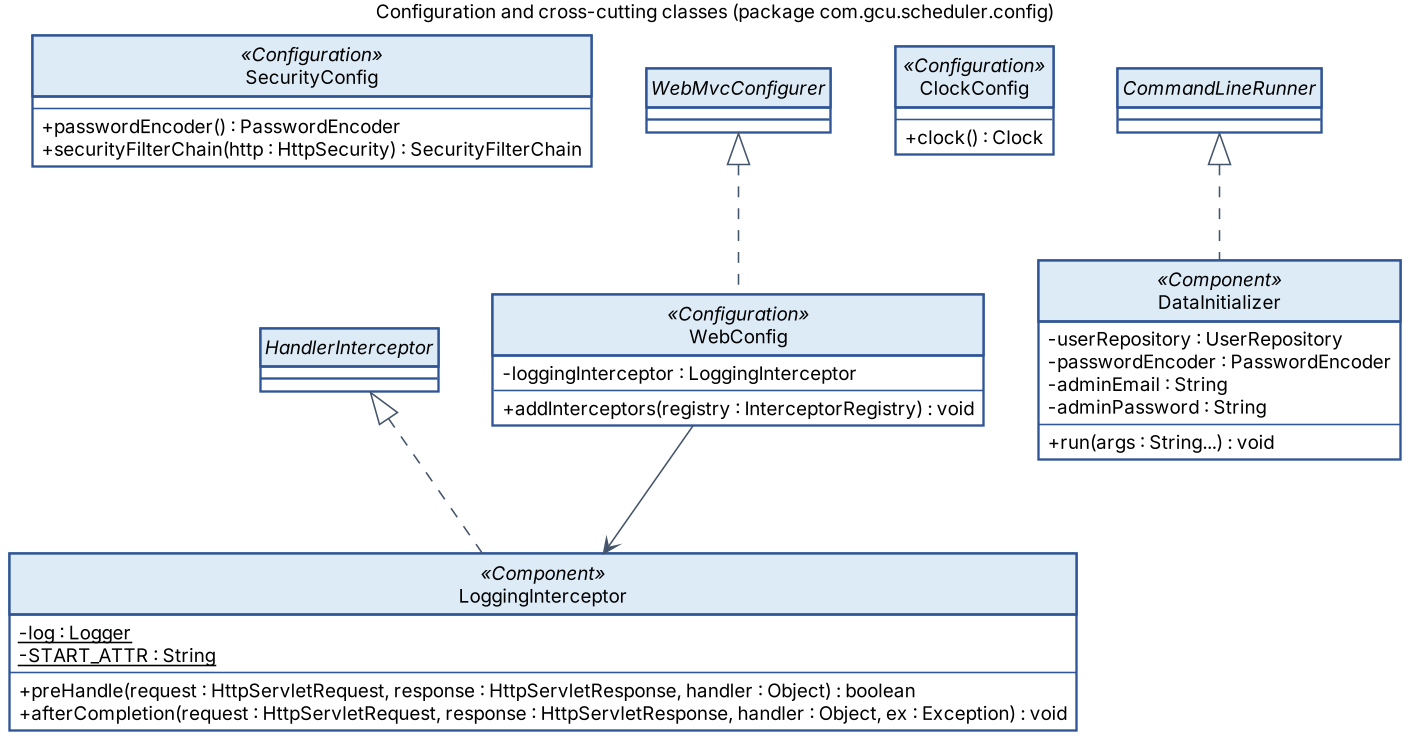 Configuration and cross-cutting classes (package com.gcu.scheduler.config)
«Configuration»
SecurityConfig
+passwordEncoder() : PasswordEncoder
+securityFilterChain(http : HttpSecurity) : SecurityFilterChain
WebMvcConfigurer
«Configuration»
ClockConfig
+clock() : Clock
CommandLineRunner
«Component»
DataInitializer
-userRepository : UserRepository
-passwordEncoder : PasswordEncoder
-adminEmail : String
-adminPassword : String
+run(args : String...) : void
«Configuration»
WebConfig
-loggingInterceptor : LoggingInterceptor
+addInterceptors(registry : InterceptorRegistry) : void
HandlerInterceptor
«Component»
LoggingInterceptor
-log : Logger
-START_ATTR : String
+preHandle(request : HttpServletRequest, response : HttpServletResponse, handler : Object) : boolean
+afterCompletion(request : HttpServletRequest, response : HttpServletResponse, handler : Object, ex : Exception) : void